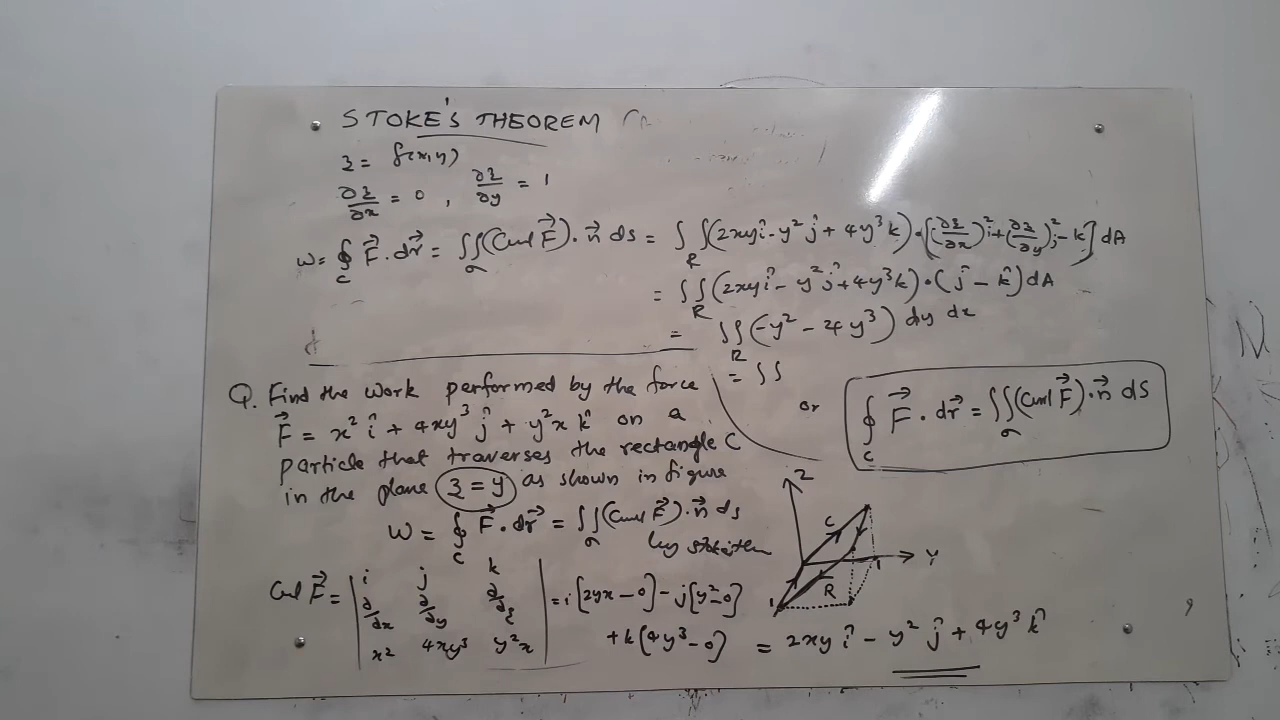 STOKE'S THEOREM
z = f(x,y)
∂z/∂x = 0 , ∂z/∂y = 1
W = ∮_C F⃗ . dr⃗ = ∬_σ (Curl F⃗) . n⃗ ds = ∬_R (2xyî - y² ĵ + 4y³ k̂) • [(∂z/∂x) î + (∂z/∂y) ĵ - k̂] dA
= ∬_R (2xyî - y² ĵ + 4y³ k̂) • (ĵ - k̂) dA
= ∬_R (-y² - 4y³) dy dx
= ∬
or
∮_C F⃗ . dr⃗ = ∬_σ (Curl F⃗) . n⃗ dS
Q. Find the work performed by the force
F⃗ = x² î + 4xy³ ĵ + y²x k̂ on a
particle that traverses the rectangle C
in the plane z = y as shown in figure
W = ∮_C F⃗ . dr⃗ = ∬_σ (Curl F⃗) . n⃗ ds
Z
C
Y
1
R
1
Curl F⃗ = | i j k | = i [2yx - 0] - j [y² - 0]
| ∂/∂x ∂/∂y ∂/∂z |
| x² 4xy³ y²x | + k [4y³ - 0] = 2xy î - y² ĵ + 4y³ k̂